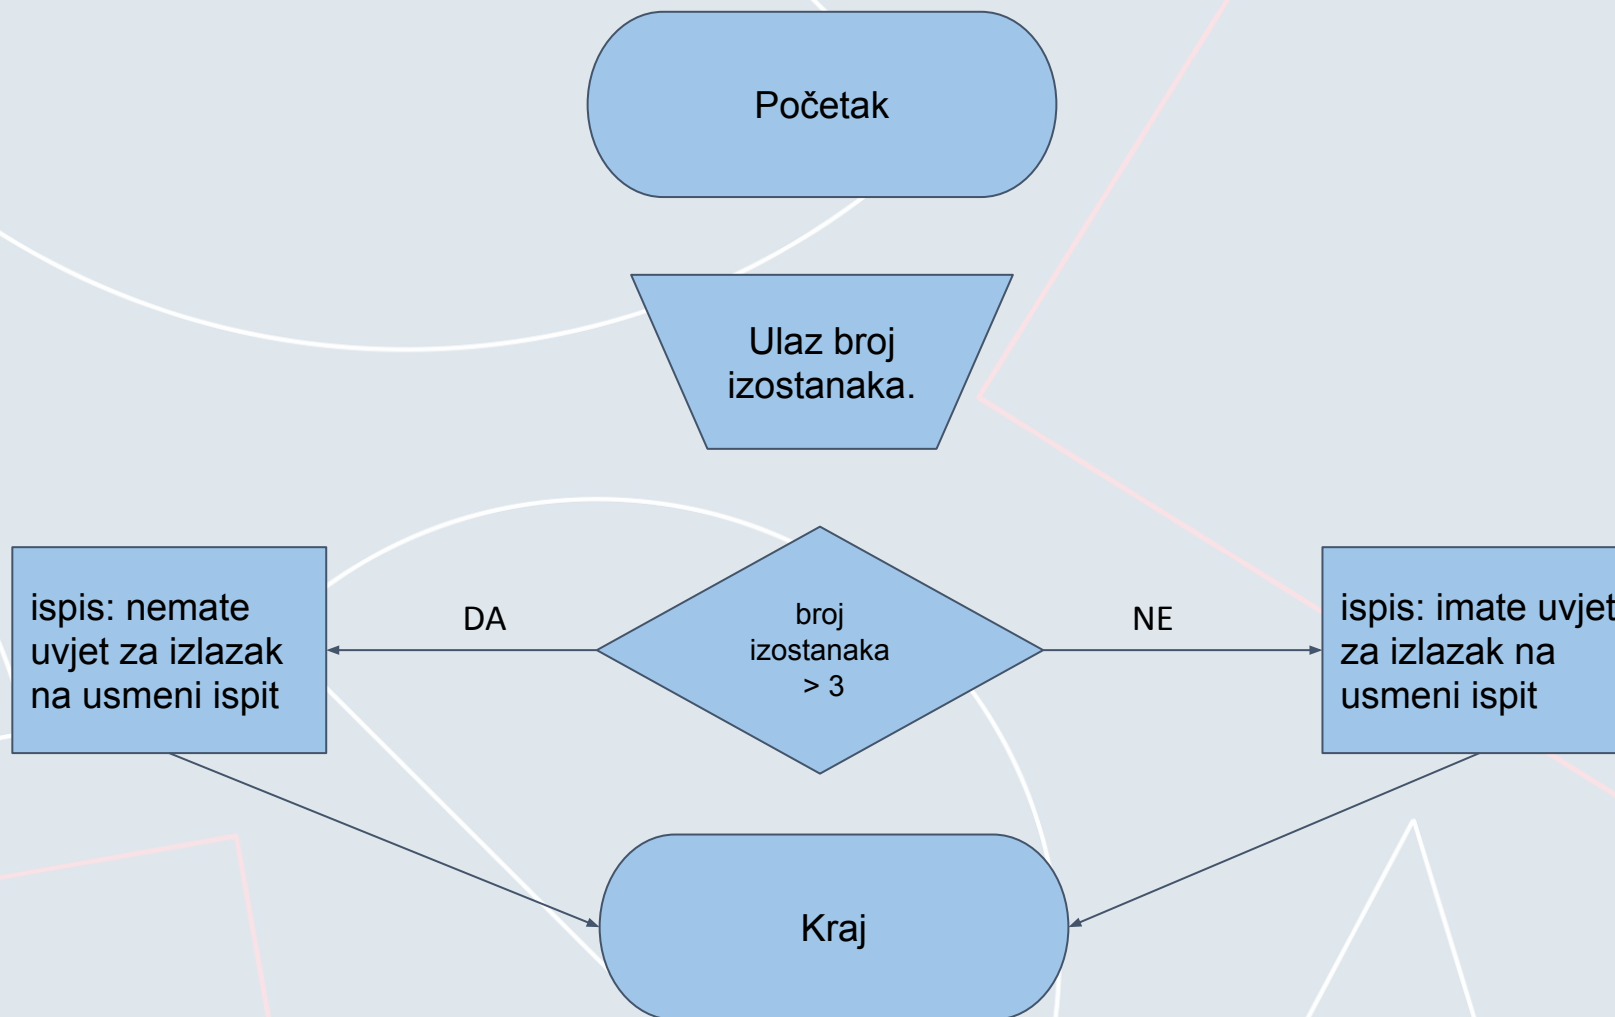 Početak
Ulaz broj
izostanaka.
ispis: nemate
uvjet za izlazak
na usmeni ispit
DA
broj
izostanaka
> 3
NE
ispis: imate uvjet
za izlazak na
usmeni ispit
Kraj